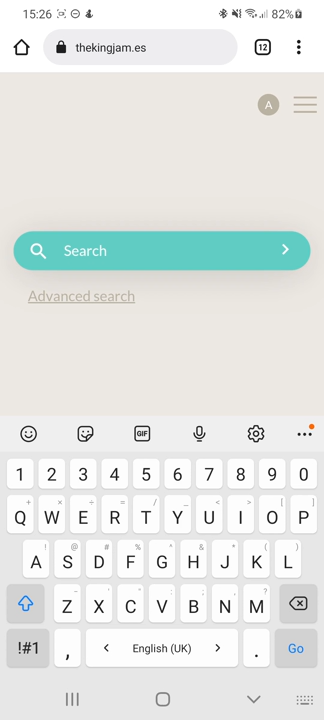 15:26 82%
thekingjam.es 12
A
Search
Advanced search
GIF
1 2 3 4 5 6 7 8 9 0
+ × ÷ = / _ < > [ ]
Q W E R T Y U I O P
! @ # % ^ & * ( )
A S D F G H J K L
- ' " : ; , ?
Z X C V B N M
!#1 , < English (UK) > . Go